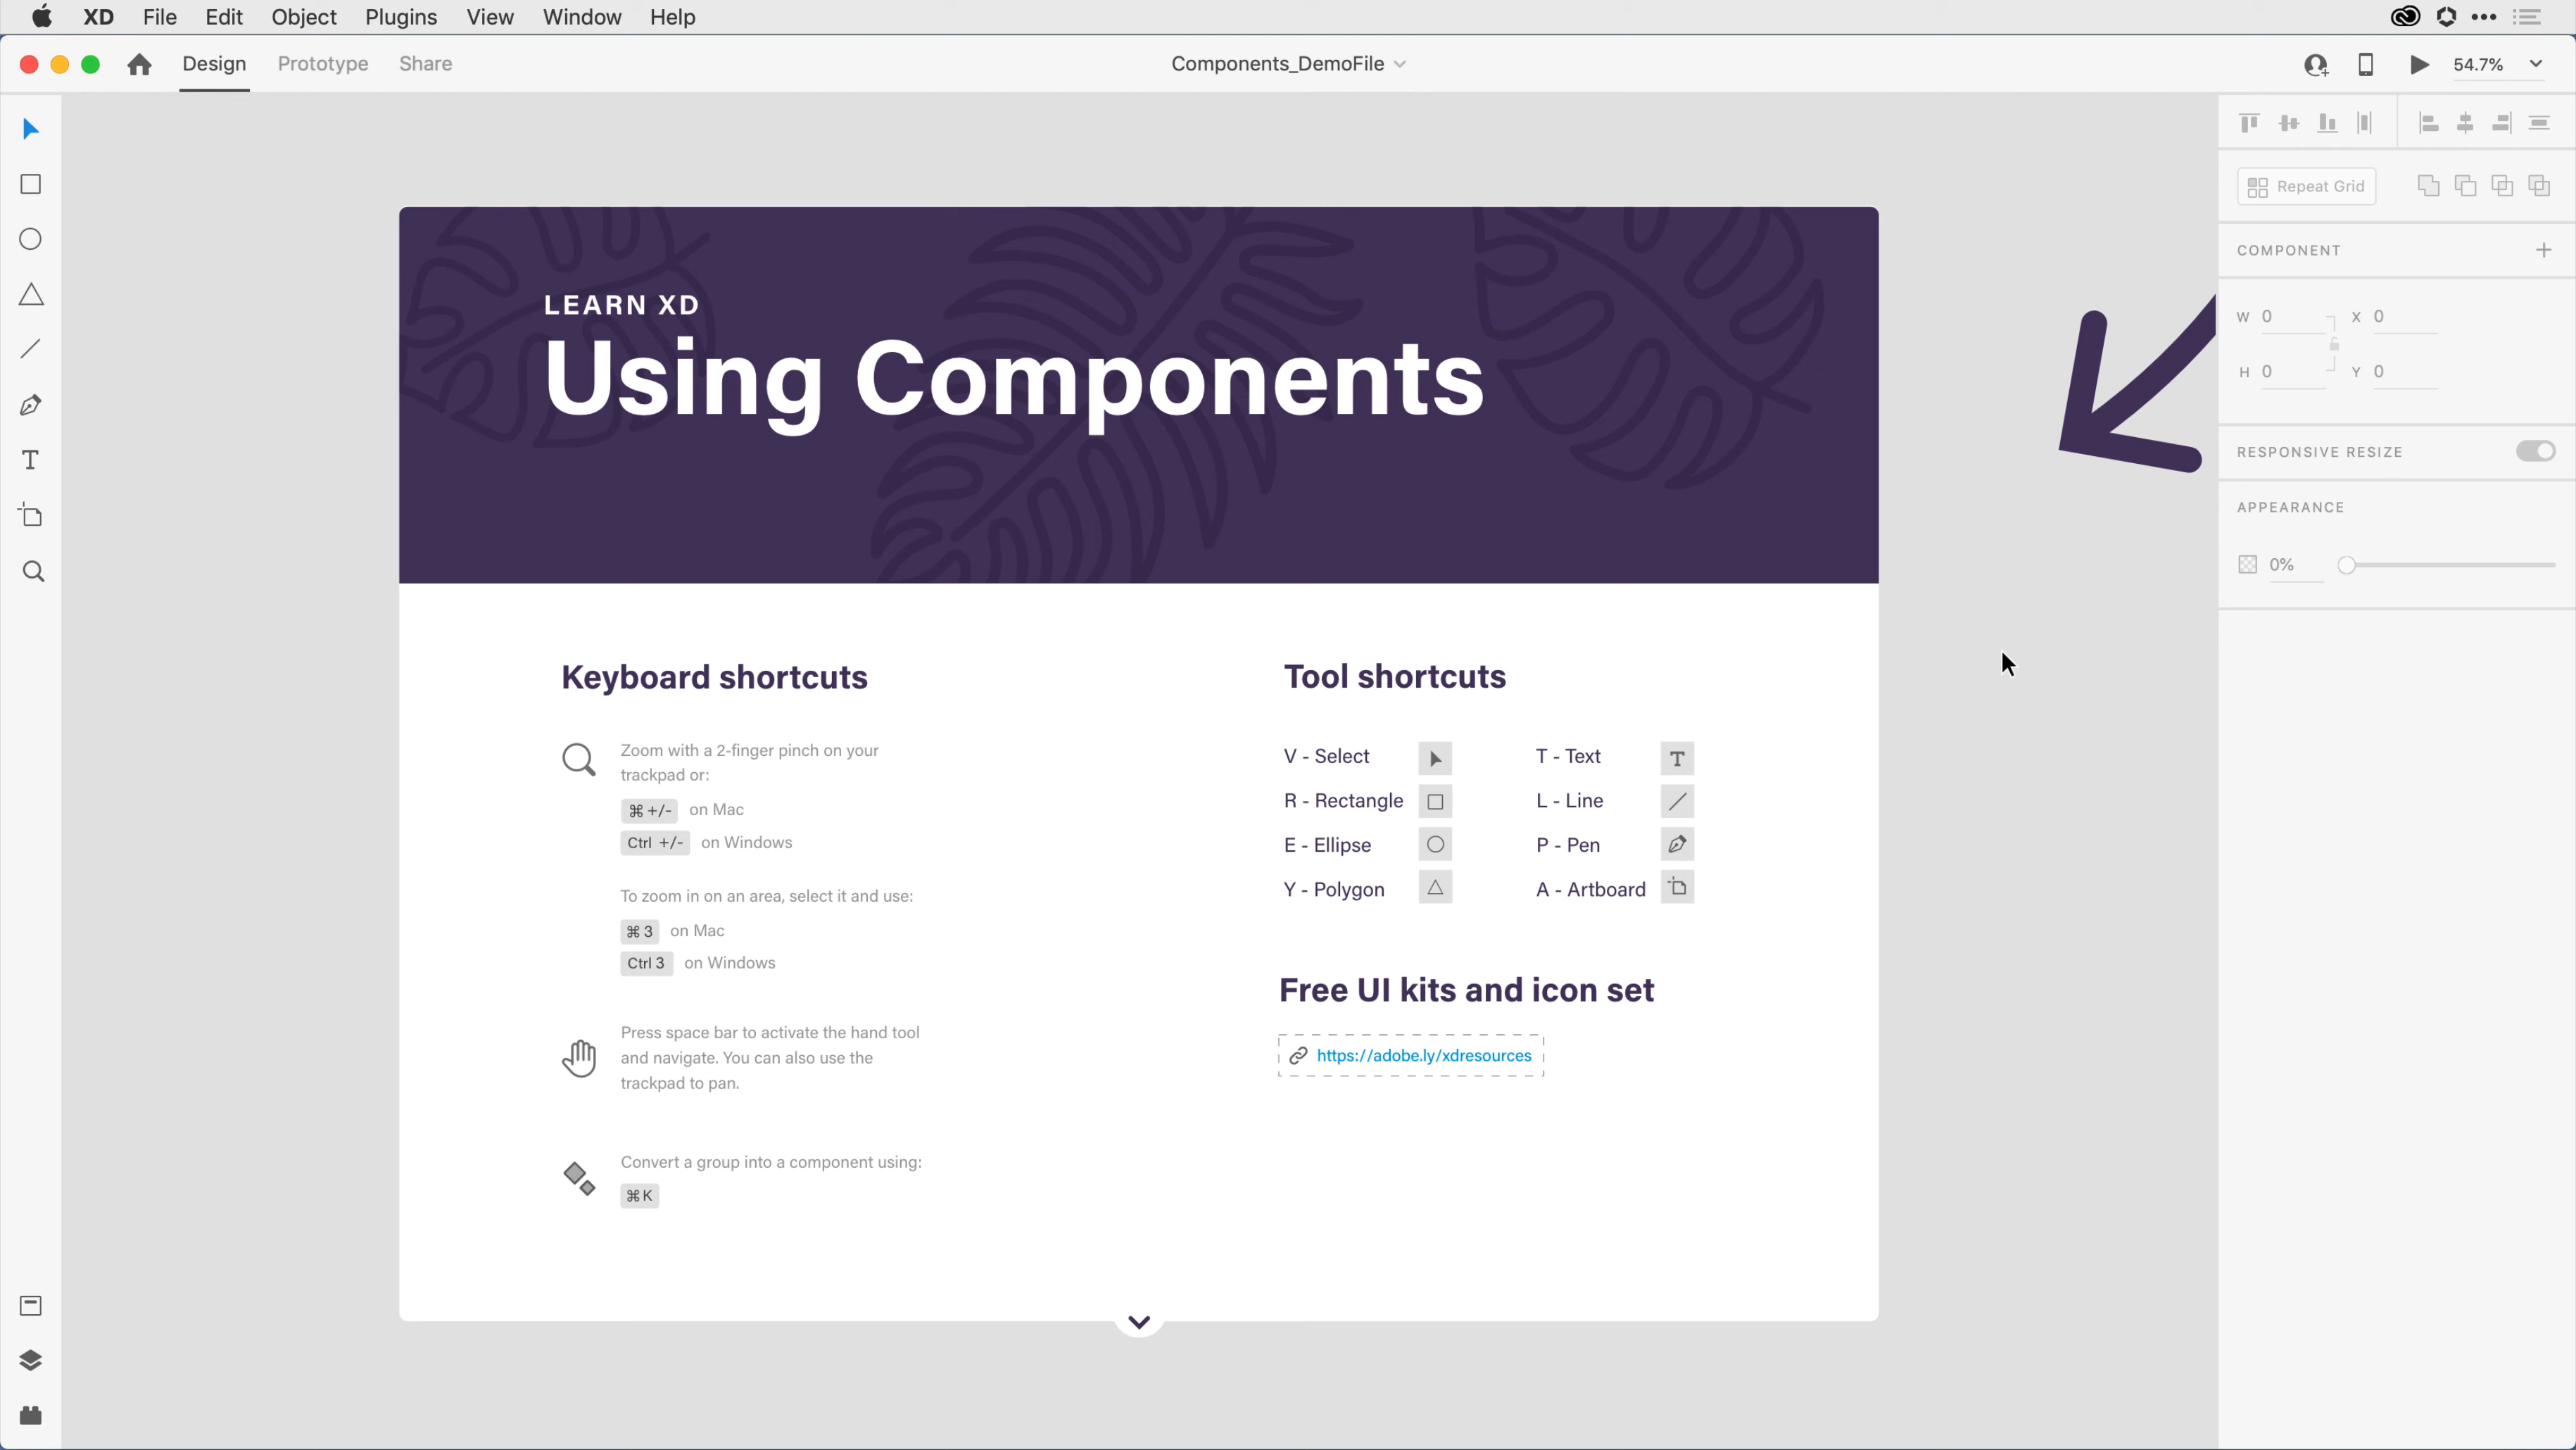 XD File Edit Object Plugins View Window Help
Design Prototype Share
Components_DemoFile
54.7%
Repeat Grid
COMPONENT
W 0 X 0
H 0 Y 0
RESPONSIVE RESIZE
APPEARANCE
0%
LEARN XD
Using Components
Keyboard shortcuts
Zoom with a 2-finger pinch on your
trackpad or:
⌘ +/- on Mac
Ctrl +/- on Windows
To zoom in on an area, select it and use:
⌘ 3 on Mac
Ctrl 3 on Windows
Press space bar to activate the hand tool
and navigate. You can also use the
trackpad to pan.
Convert a group into a component using:
⌘ K
Tool shortcuts
V - Select T - Text
R - Rectangle L - Line
E - Ellipse P - Pen
Y - Polygon A - Artboard
Free UI kits and icon set
https://adobe.ly/xdresources